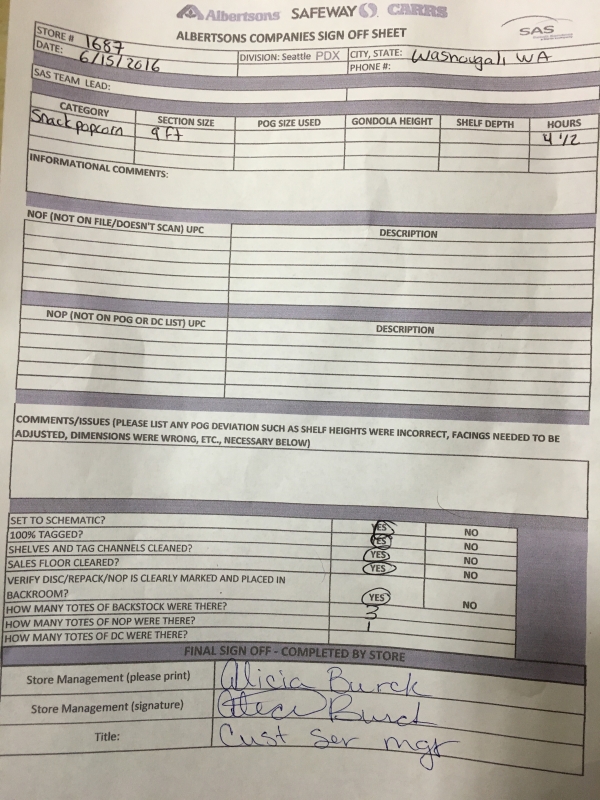 Albertsons SAFEWAY CARRS
ALBERTSONS COMPANIES SIGN OFF SHEET
SAS
STORE # 1687
DATE: 6/15/2016 DIVISION: Seattle PDX CITY, STATE: Washougali WA
PHONE #:
SAS TEAM LEAD:
CATEGORY SECTION SIZE POG SIZE USED GONDOLA HEIGHT SHELF DEPTH HOURS
Snack popcorn 9 ft 4 1/2
INFORMATIONAL COMMENTS:
NOF (NOT ON FILE/DOESN'T SCAN) UPC DESCRIPTION
NOP (NOT ON POG OR DC LIST) UPC DESCRIPTION
COMMENTS/ISSUES (PLEASE LIST ANY POG DEVIATION SUCH AS SHELF HEIGHTS WERE INCORRECT, FACINGS NEEDED TO BE
ADJUSTED, DIMENSIONS WERE WRONG, ETC., NECESSARY BELOW)
SET TO SCHEMATIC? YES NO
100% TAGGED? YES NO
SHELVES AND TAG CHANNELS CLEANED? YES NO
SALES FLOOR CLEARED? YES NO
VERIFY DISC/REPACK/NOP IS CLEARLY MARKED AND PLACED IN
BACKROOM? YES NO
HOW MANY TOTES OF BACKSTOCK WERE THERE? 3
HOW MANY TOTES OF NOP WERE THERE? 1
HOW MANY TOTES OF DC WERE THERE?
FINAL SIGN OFF - COMPLETED BY STORE
Store Management (please print) Alicia Burck
Store Management (signature)
Title: Cust Ser mgr